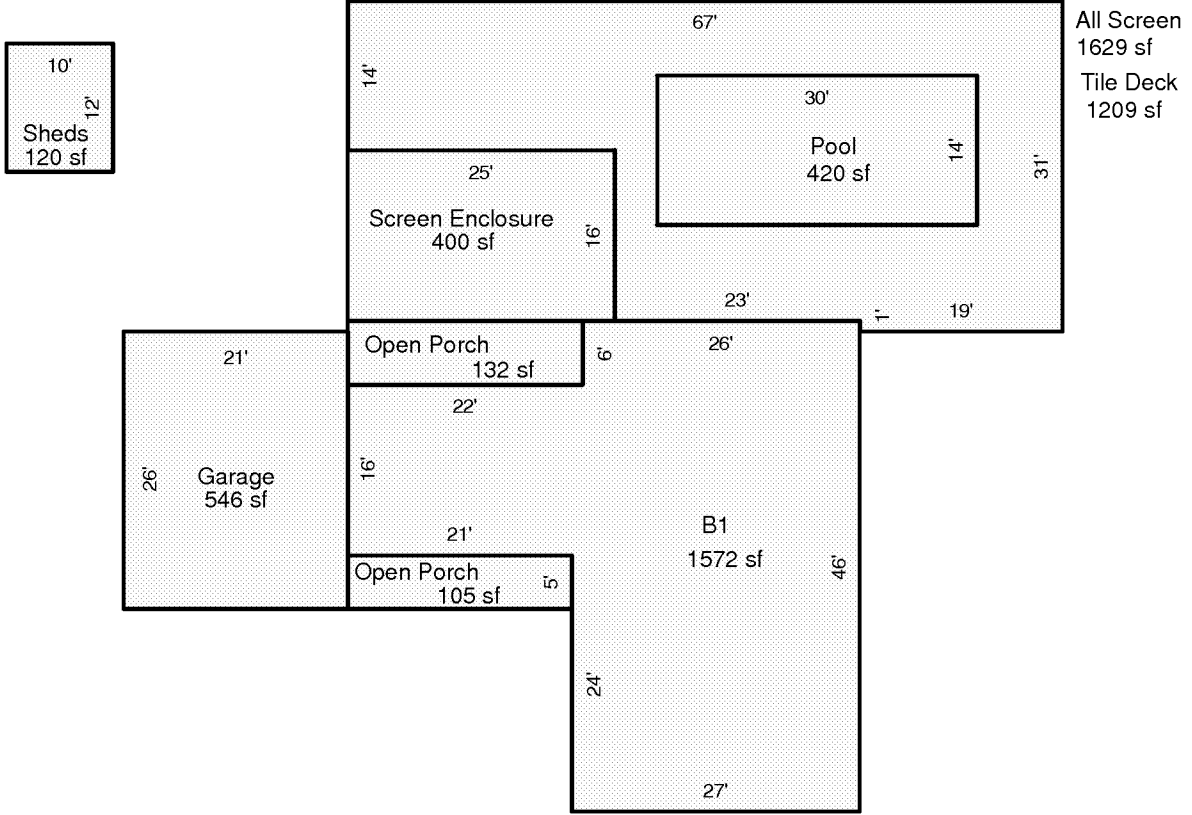 67'
All Screen
1629 sf
Tile Deck
1209 sf
10'
12'
Sheds
120 sf
14'
30'
Pool
420 sf
14'
31'
25'
Screen Enclosure
400 sf
16'
23'
1'
19'
21'
Open Porch
132 sf
6'
26'
22'
26'
Garage
546 sf
16'
21'
B1
1572 sf
46'
Open Porch
105 sf
5'
24'
27'